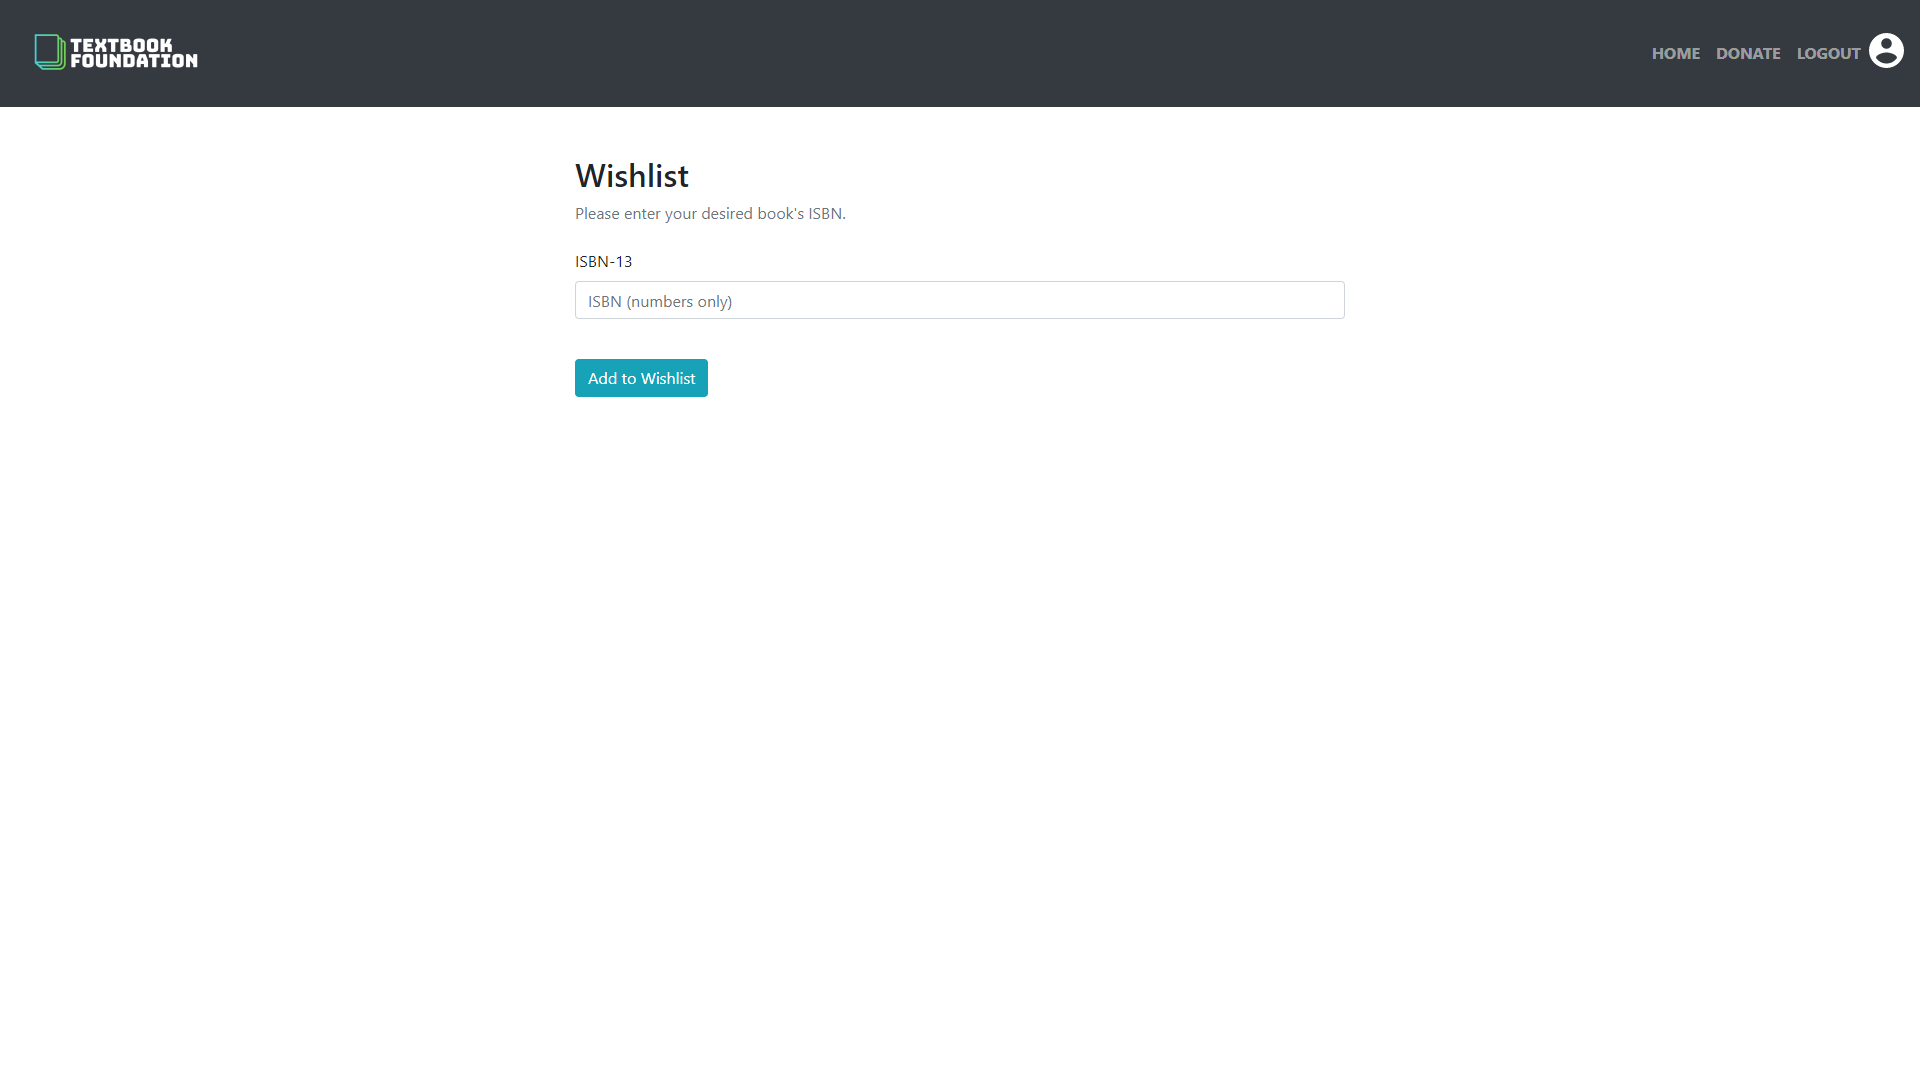 TEXTBOOK
FOUNDATION
HOME DONATE LOGOUT
Wishlist
Please enter your desired book's ISBN.
ISBN-13
ISBN (numbers only)
Add to Wishlist